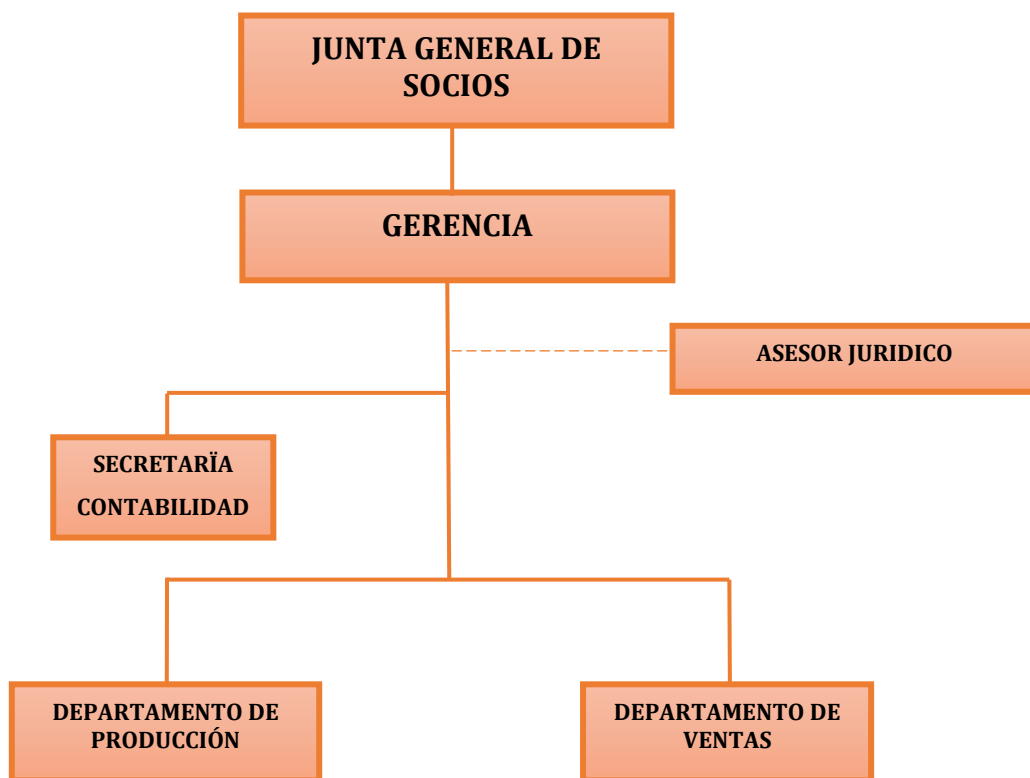 JUNTA GENERAL DE
SOCIOS
GERENCIA
ASESOR JURIDICO
SECRETARÏA
CONTABILIDAD
DEPARTAMENTO DE
PRODUCCIÓN
DEPARTAMENTO DE
VENTAS